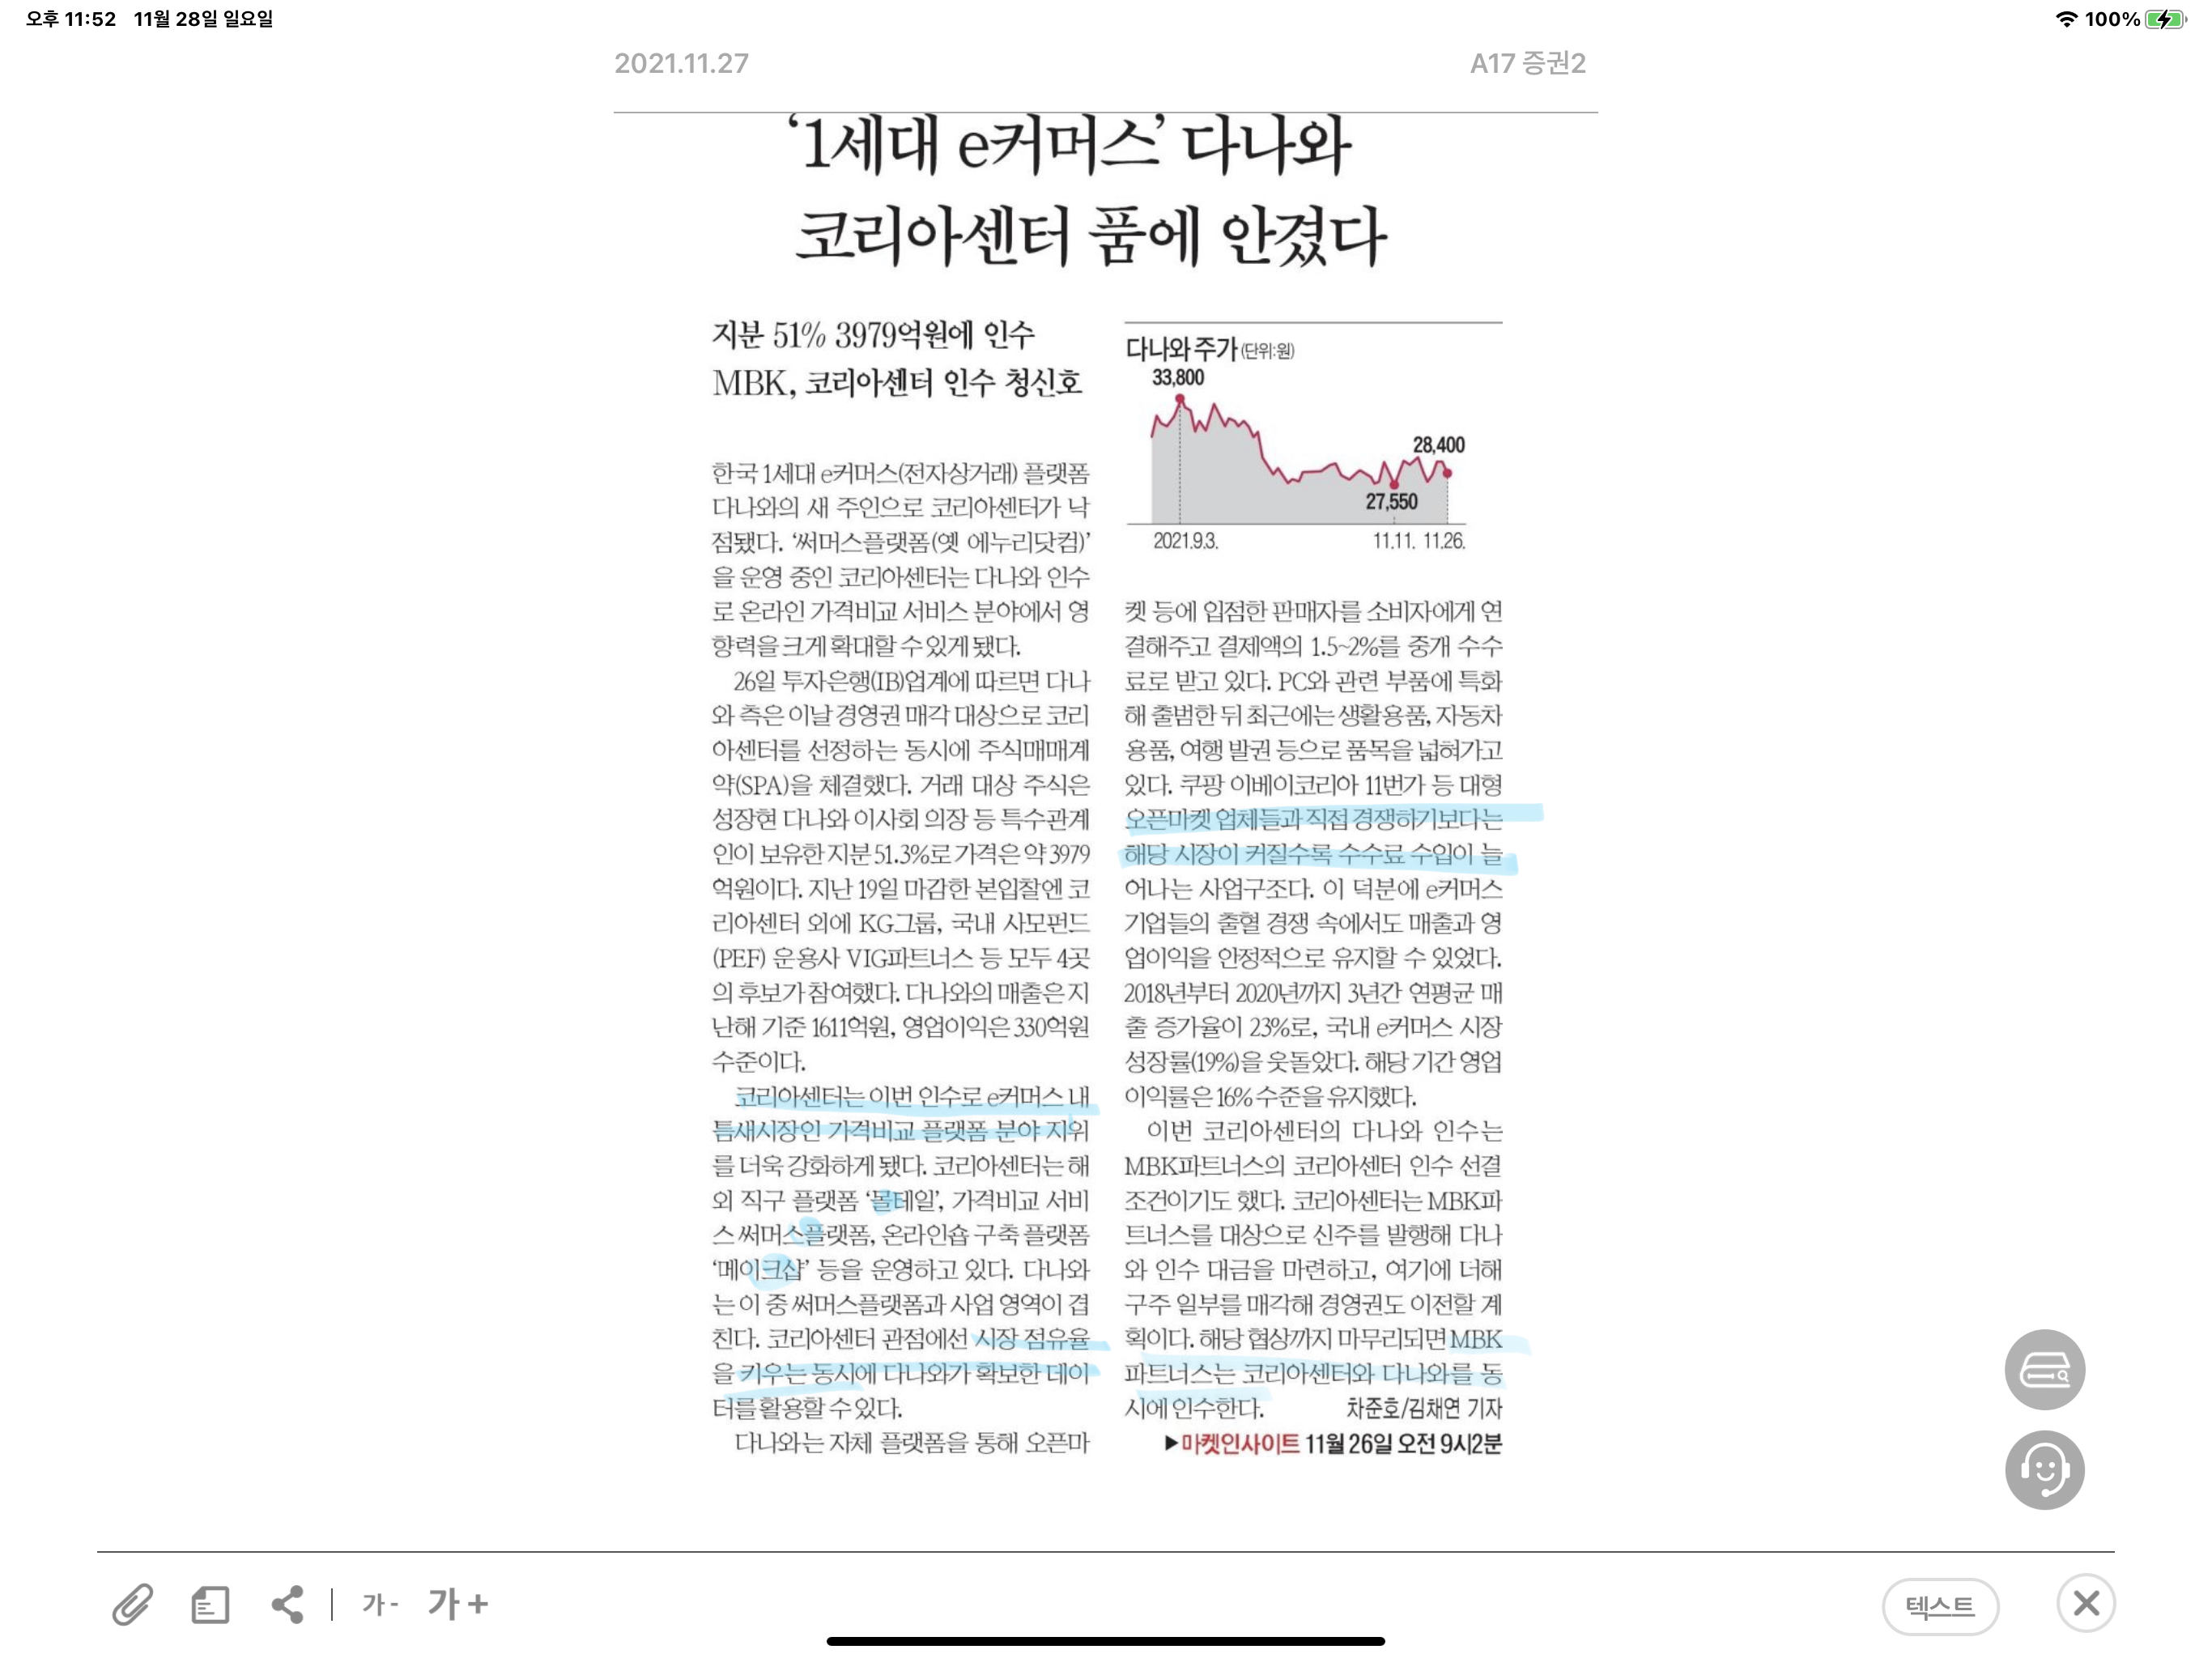 오후 11:52 11월 28일 일요일
100%
2021.11.27
A17 증권2
‘1세대 e커머스’ 다나와
코리아센터 품에 안겼다
지분 51% 3979억원에 인수
MBK, 코리아센터 인수 청신호
한국 1세대 e커머스(전자상거래) 플랫폼
다나와의 새 주인으로 코리아센터가 낙
점됐다. ‘써머스플랫폼(옛 에누리닷컴)’
을 운영 중인 코리아센터는 다나와 인수
로 온라인 가격비교 서비스 분야에서 영
향력을 크게 확대할 수 있게 됐다.
26일 투자은행(IB)업계에 따르면 다나
와 측은 이날 경영권 매각 대상으로 코리
아센터를 선정하는 동시에 주식매매계
약(SPA)을 체결했다. 거래 대상 주식은
성장현 다나와 이사회 의장 등 특수관계
인이 보유한 지분 51.3%로 가격은 약 3979
억원이다. 지난 19일 마감한 본입찰엔 코
리아센터 외에 KG그룹, 국내 사모펀드
(PEF) 운용사 VIG파트너스 등 모두 4곳
의 후보가 참여했다. 다나와의 매출은 지
난해 기준 1611억원, 영업이익은 330억원
수준이다.
코리아센터는 이번 인수로 e커머스 내
틈새시장인 가격비교 플랫폼 분야 지위
를 더욱 강화하게 됐다. 코리아센터는 해
외 직구 플랫폼 ‘몰테일’, 가격비교 서비
스 써머스플랫폼, 온라인숍 구축 플랫폼
‘메이크샵’ 등을 운영하고 있다. 다나와
는 이 중 써머스플랫폼과 사업 영역이 겹
친다. 코리아센터 관점에선 시장 점유율
을 키우는 동시에 다나와가 확보한 데이
터를 활용할 수 있다.
다나와는 자체 플랫폼을 통해 오픈마
다나와 주가 (단위:원)
33,800
28,400
27,550
2021.9.3. 11.11. 11.26.
켓 등에 입점한 판매자를 소비자에게 연
결해주고 결제액의 1.5~2%를 중개 수수
료로 받고 있다. PC와 관련 부품에 특화
해 출범한 뒤 최근에는 생활용품, 자동차
용품, 여행 발권 등으로 품목을 넓혀가고
있다. 쿠팡 이베이코리아 11번가 등 대형
오픈마켓 업체들과 직접 경쟁하기보다는
해당 시장이 커질수록 수수료 수입이 늘
어나는 사업구조다. 이 덕분에 e커머스
기업들의 출혈 경쟁 속에서도 매출과 영
업이익을 안정적으로 유지할 수 있었다.
2018년부터 2020년까지 3년간 연평균 매
출 증가율이 23%로, 국내 e커머스 시장
성장률(19%)을 웃돌았다. 해당 기간 영업
이익률은 16% 수준을 유지했다.
이번 코리아센터의 다나와 인수는
MBK파트너스의 코리아센터 인수 선결
조건이기도 했다. 코리아센터는 MBK파
트너스를 대상으로 신주를 발행해 다나
와 인수 대금을 마련하고, 여기에 더해
구주 일부를 매각해 경영권도 이전할 계
획이다. 해당 협상까지 마무리되면 MBK
파트너스는 코리아센터와 다나와를 동
시에 인수한다. 차준호/김채연 기자
▶마켓인사이트 11월 26일 오전 9시2분
가- 가+
텍스트